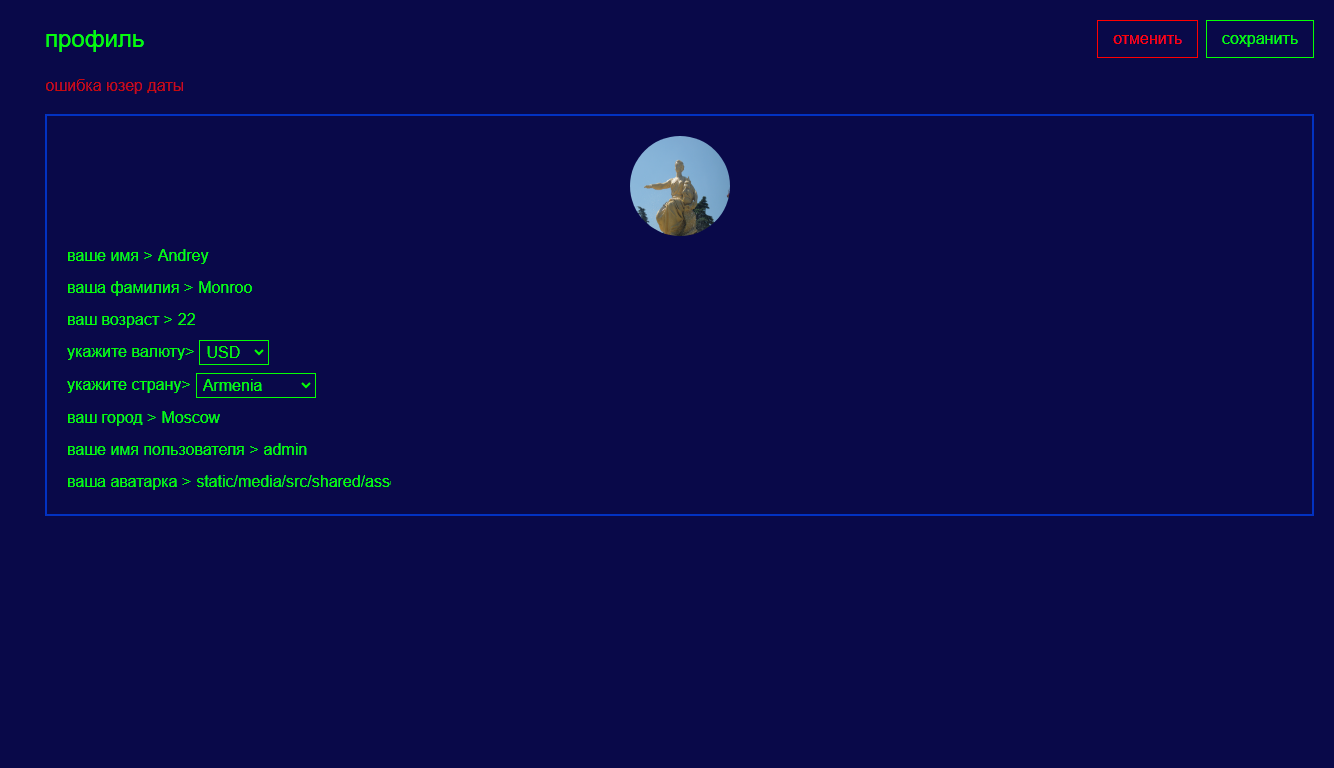 профиль
отменить
сохранить
ошибка юзер даты
ваше имя > Andrey
ваша фамилия > Monroo
ваш возраст > 22
укажите валюту> USD
укажите страну> Armenia
ваш город > Moscow
ваше имя пользователя > admin
ваша аватарка > static/media/src/shared/ass